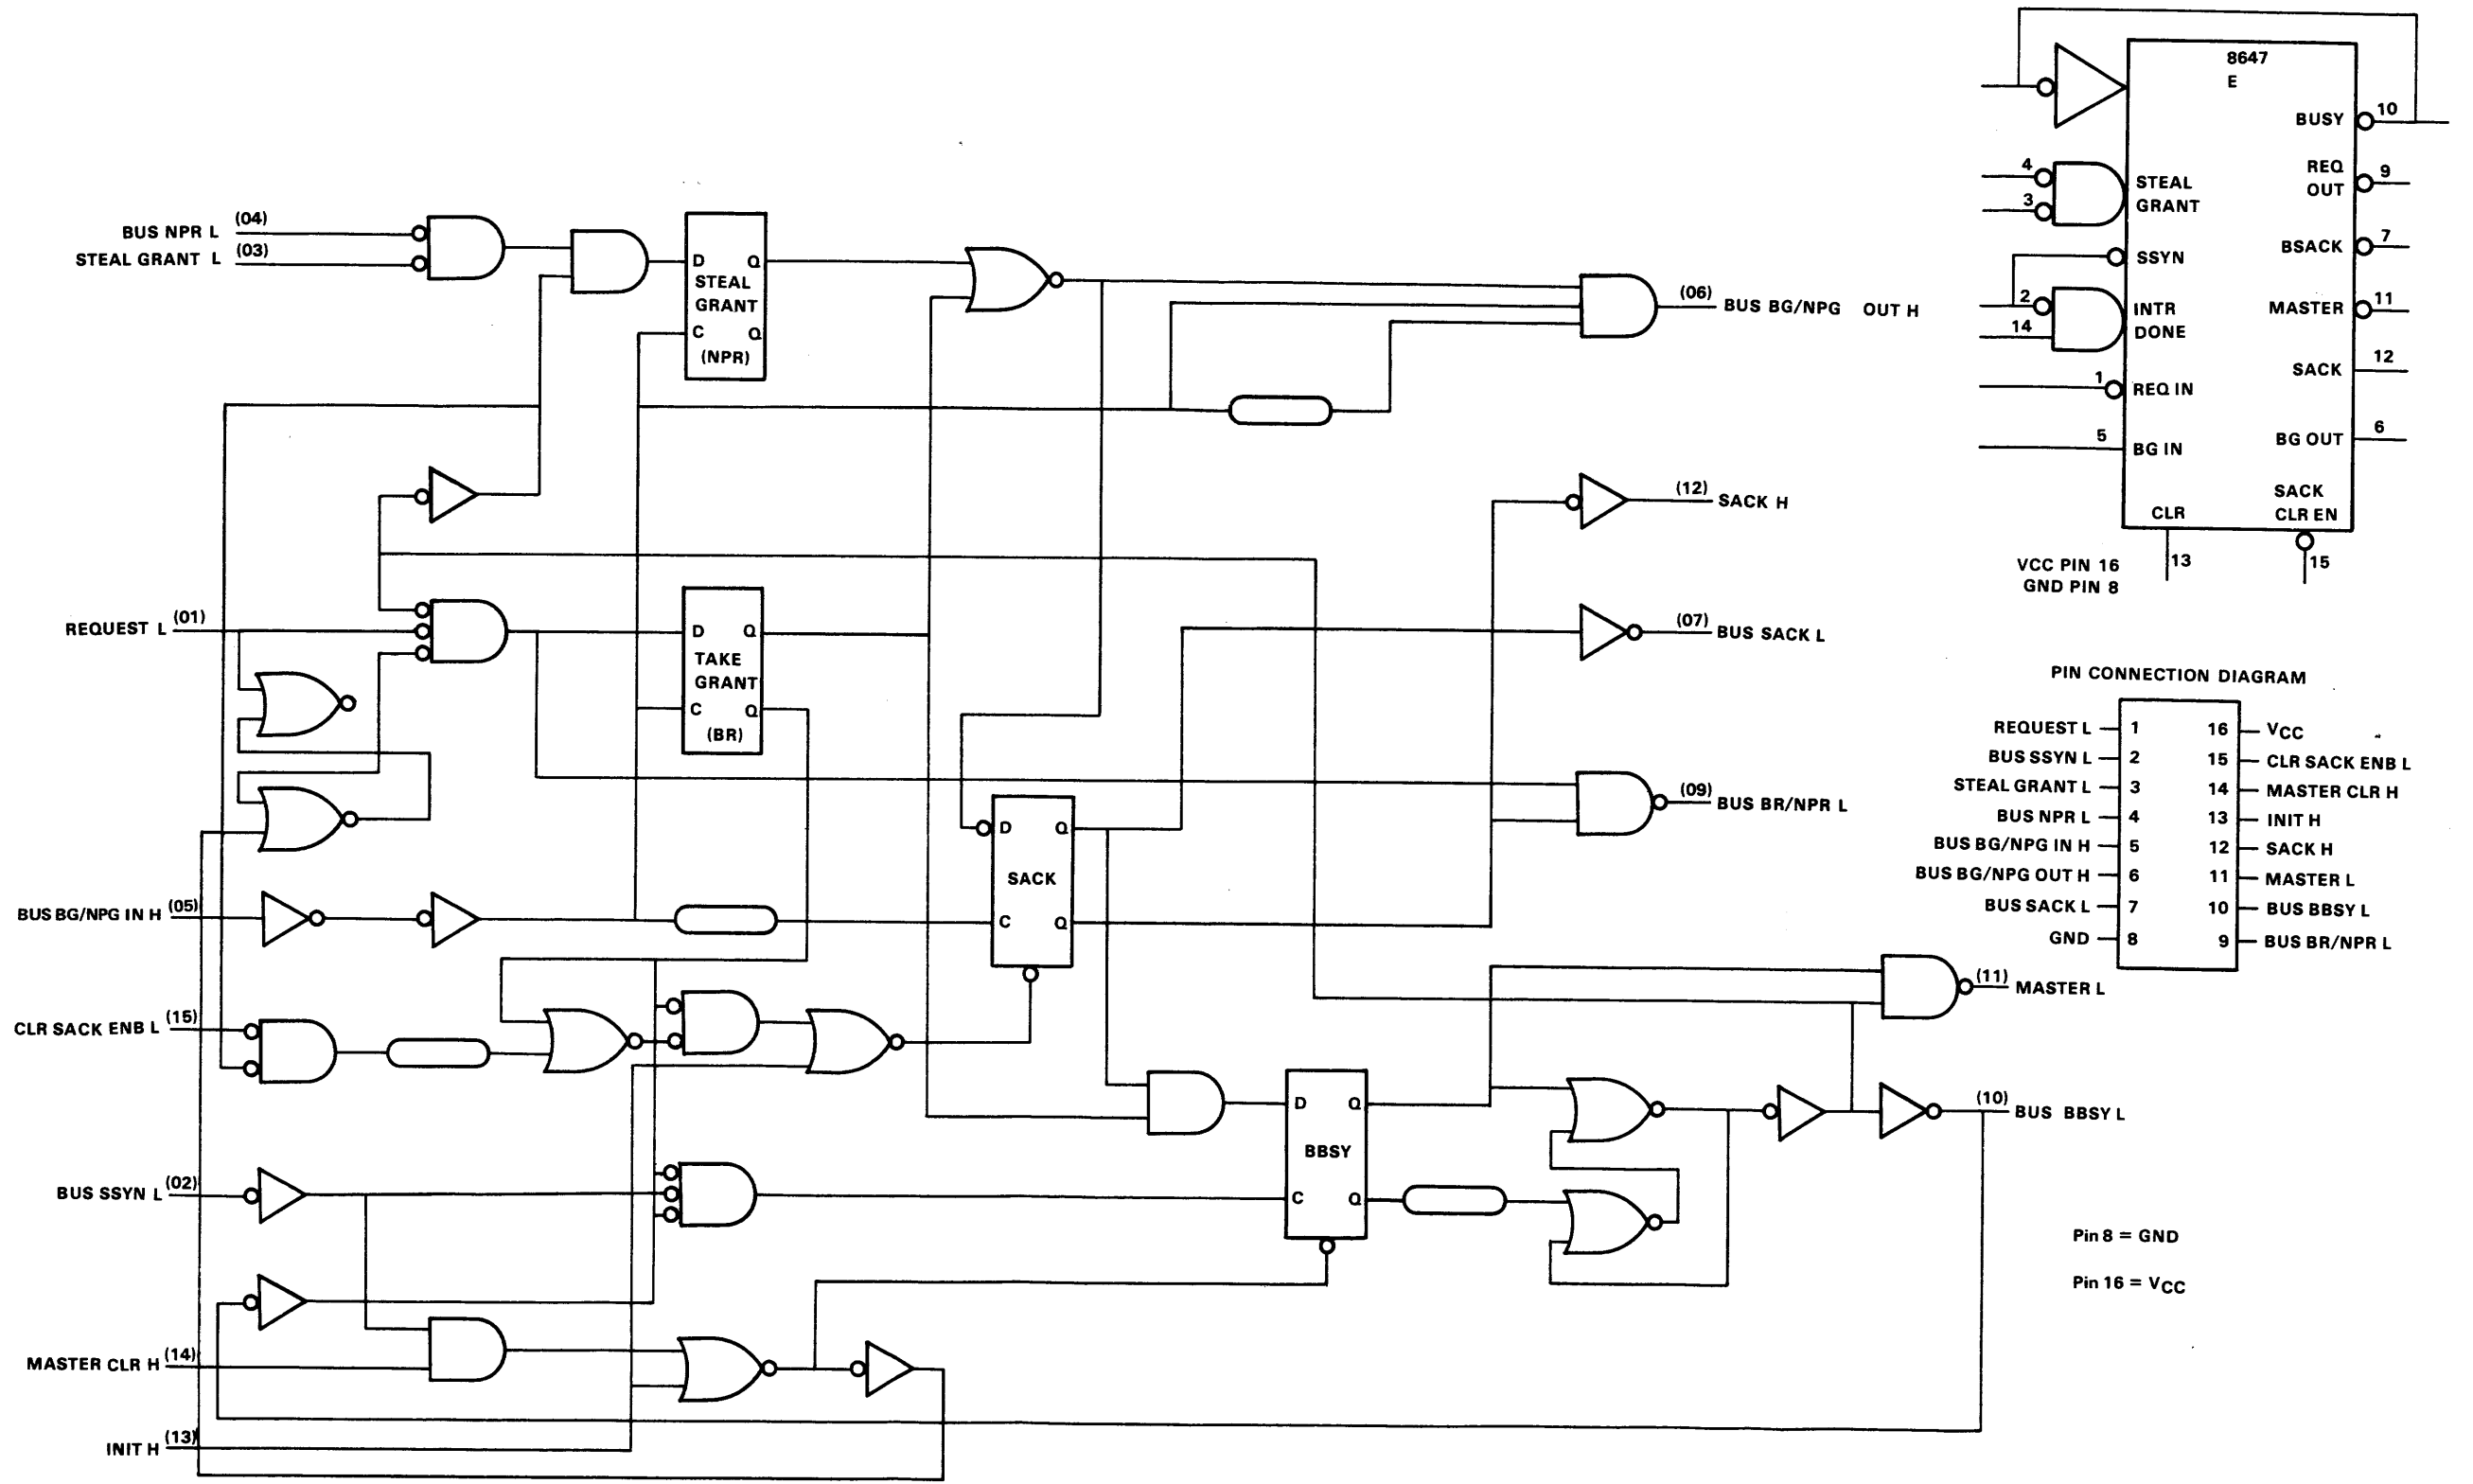 8647
E
BUSY
10
REQ
OUT
9
BSACK
7
MASTER
11
SACK
12
BG OUT
6
SACK
CLR EN
15
CLR
13
4
3
STEAL
GRANT
SSYN
2
14
INTR
DONE
1
REQ IN
5
BG IN
VCC PIN 16
GND PIN 8
BUS NPR L (04)
STEAL GRANT L (03)
D Q
STEAL
GRANT
C Q
(NPR)
(06) BUS BG/NPG OUT H
(12) SACK H
REQUEST L (01)
D Q
TAKE
GRANT
C Q
(BR)
(07) BUS SACK L
(09) BUS BR/NPR L
D Q
SACK
C Q
BUS BG/NPG IN H (05)
CLR SACK ENB L (15)
(11) MASTER L
D Q
BBSY
C Q
(10) BUS BBSY L
BUS SSYN L (02)
MASTER CLR H (14)
INIT H (13)
PIN CONNECTION DIAGRAM
REQUEST L 1 16 VCC
BUS SSYN L 2 15 CLR SACK ENB L
STEAL GRANT L 3 14 MASTER CLR H
BUS NPR L 4 13 INIT H
BUS BG/NPG IN H 5 12 SACK H
BUS BG/NPG OUT H 6 11 MASTER L
BUS SACK L 7 10 BUS BBSY L
GND 8 9 BUS BR/NPR L
Pin 8 = GND
Pin 16 = VCC